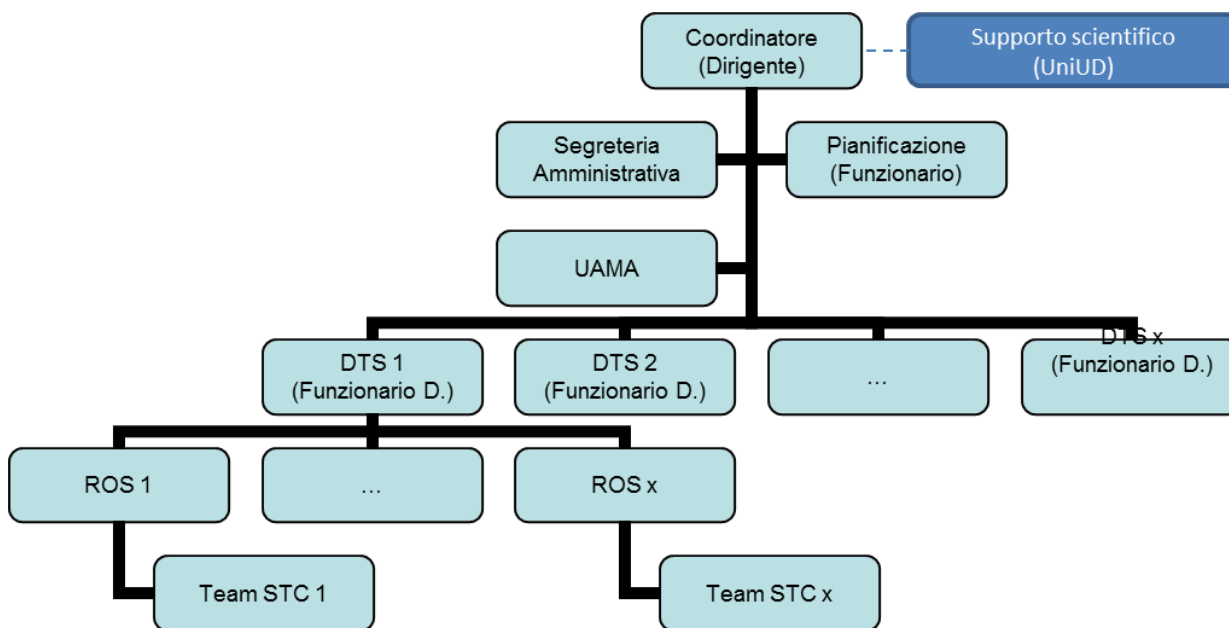 Coordinatore
(Dirigente)
Supporto scientifico
(UniUD)
Segreteria
Amministrativa
Pianificazione
(Funzionario)
UAMA
DTS 1
(Funzionario D.)
DTS 2
(Funzionario D.)
...
DTS x
(Funzionario D.)
ROS 1
...
ROS x
Team STC 1
Team STC x